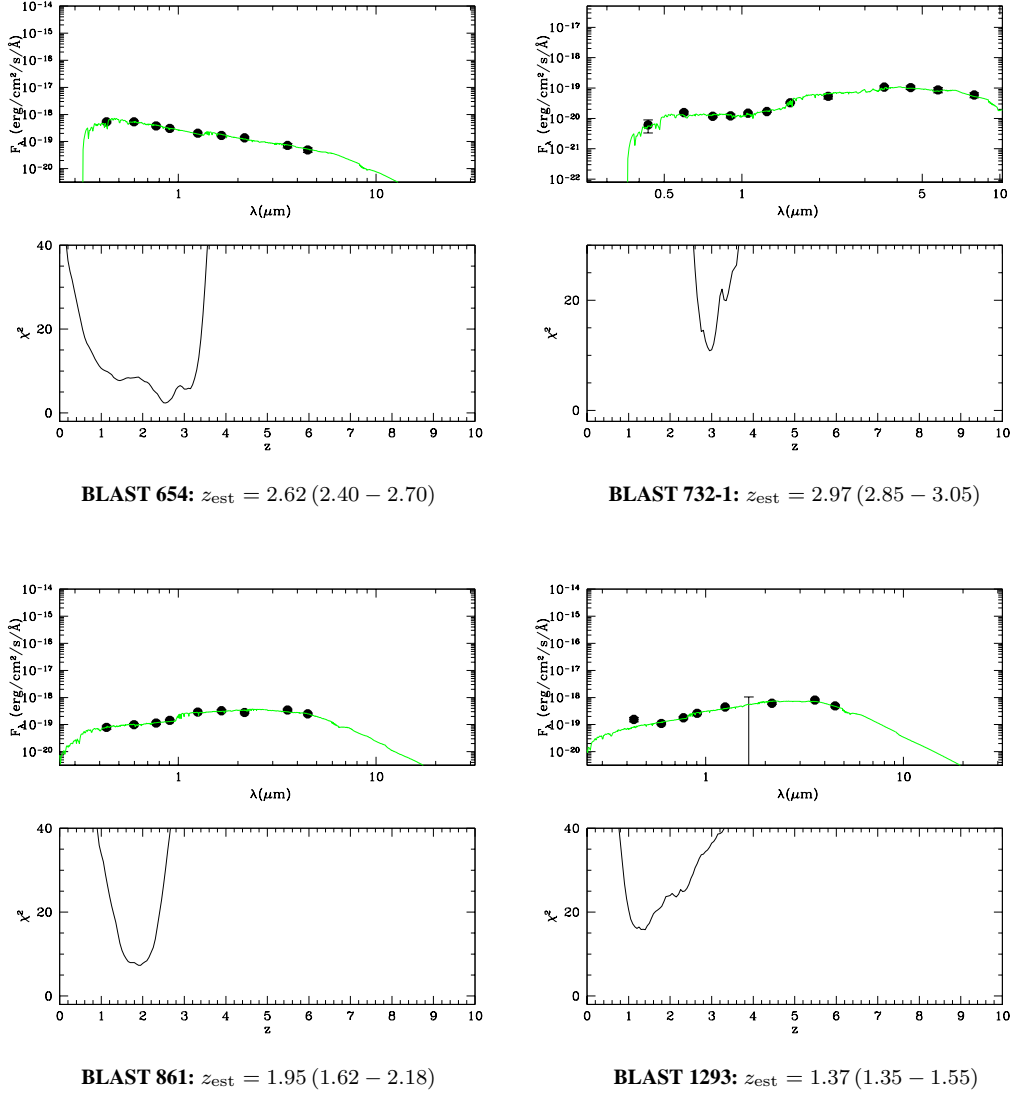 10⁻¹⁴
10⁻¹⁵
10⁻¹⁶
10⁻¹⁷
10⁻¹⁸
10⁻¹⁹
10⁻²⁰
F_λ (erg/cm²/s/Å)
1 10
λ(μm)
40
20
0
χ²
0 1 2 3 4 5 6 7 8 9 10
z
BLAST 654: z_est = 2.62 (2.40 − 2.70)
10⁻¹⁷
10⁻¹⁸
10⁻¹⁹
10⁻²⁰
10⁻²¹
10⁻²²
F_λ (erg/cm²/s/Å)
0.5 1 5 10
λ(μm)
20
0
χ²
0 1 2 3 4 5 6 7 8 9 10
z
BLAST 732-1: z_est = 2.97 (2.85 − 3.05)
10⁻¹⁴
10⁻¹⁵
10⁻¹⁶
10⁻¹⁷
10⁻¹⁸
10⁻¹⁹
10⁻²⁰
F_λ (erg/cm²/s/Å)
1 10
λ(μm)
40
20
0
χ²
0 1 2 3 4 5 6 7 8 9 10
z
BLAST 861: z_est = 1.95 (1.62 − 2.18)
10⁻¹⁴
10⁻¹⁵
10⁻¹⁶
10⁻¹⁷
10⁻¹⁸
10⁻¹⁹
10⁻²⁰
F_λ (erg/cm²/s/Å)
1 10
λ(μm)
40
20
0
χ²
0 1 2 3 4 5 6 7 8 9 10
z
BLAST 1293: z_est = 1.37 (1.35 − 1.55)